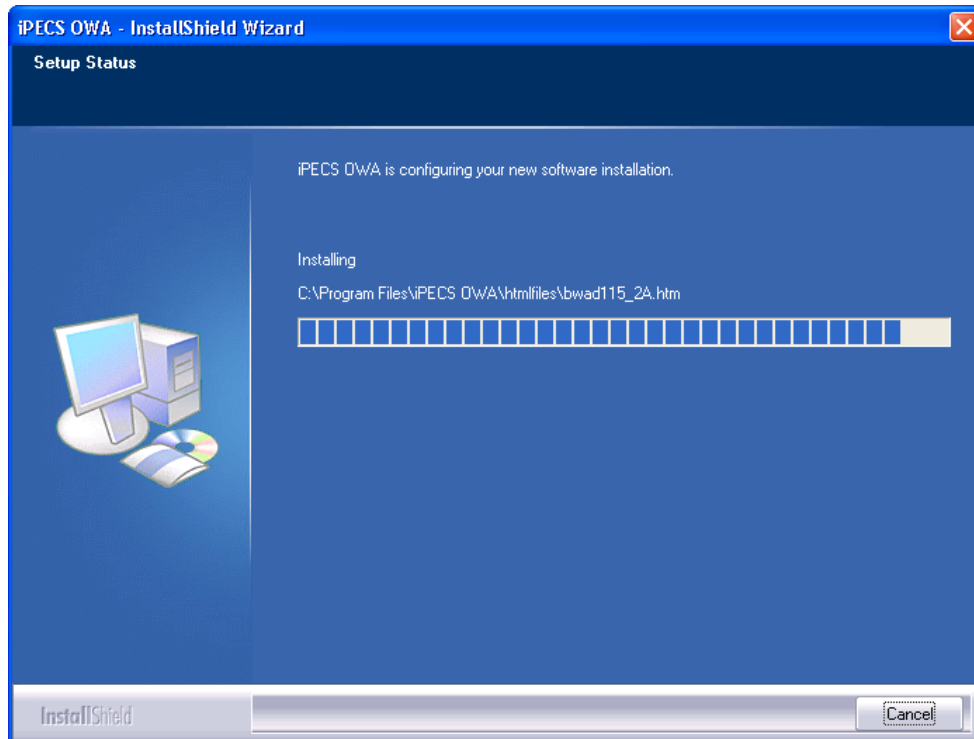 iPECS OWA - InstallShield Wizard
Setup Status
iPECS OWA is configuring your new software installation.
Installing
C:\Program Files\iPECS OWA\htmlfiles\bwad115_2A.htm
InstallShield
Cancel